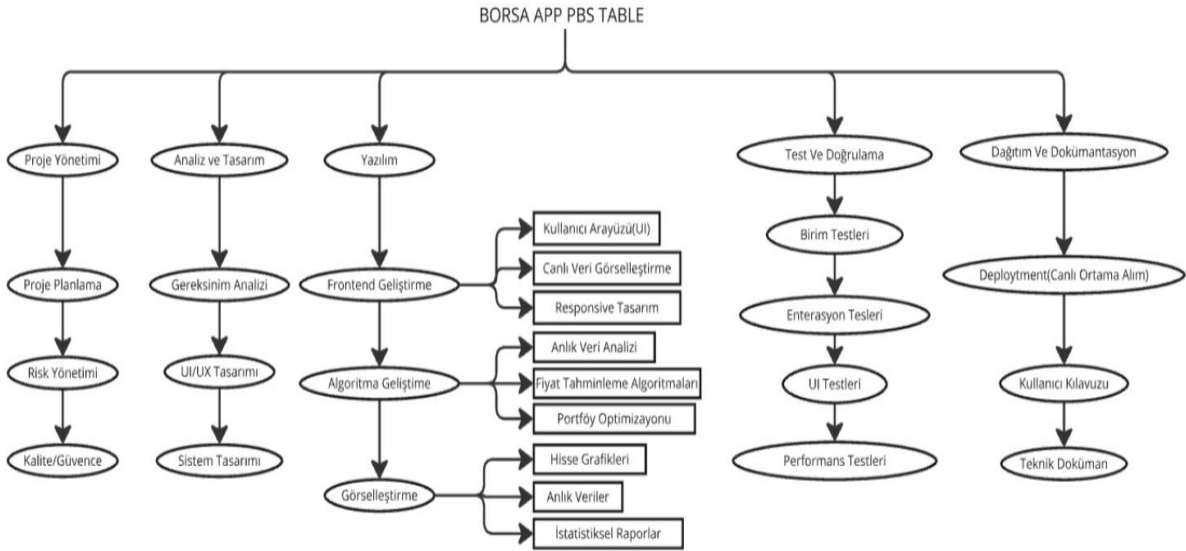 BORSA APP PBS TABLE
Proje Yönetimi
Proje Planlama
Risk Yönetimi
Kalite/Güvence
Analiz ve Tasarım
Gereksinim Analizi
UI/UX Tasarımı
Sistem Tasarımı
Yazılım
Frontend Geliştirme
Kullanıcı Arayüzü(UI)
Canlı Veri Görselleştirme
Responsive Tasarım
Algoritma Geliştime
Anlık Veri Analizi
Fiyat Tahminleme Algoritmaları
Portföy Optimizayonu
Görselleştirme
Hisse Grafikleri
Anlık Veriler
İstatistiksel Raporlar
Test Ve Doğrulama
Birim Testleri
Enterasyon Tesleri
UI Testleri
Performans Testleri
Dağıtım Ve Dokümantasyon
Deploytment(Canlı Ortama Alım)
Kullanıcı Kılavuzu
Teknik Doküman